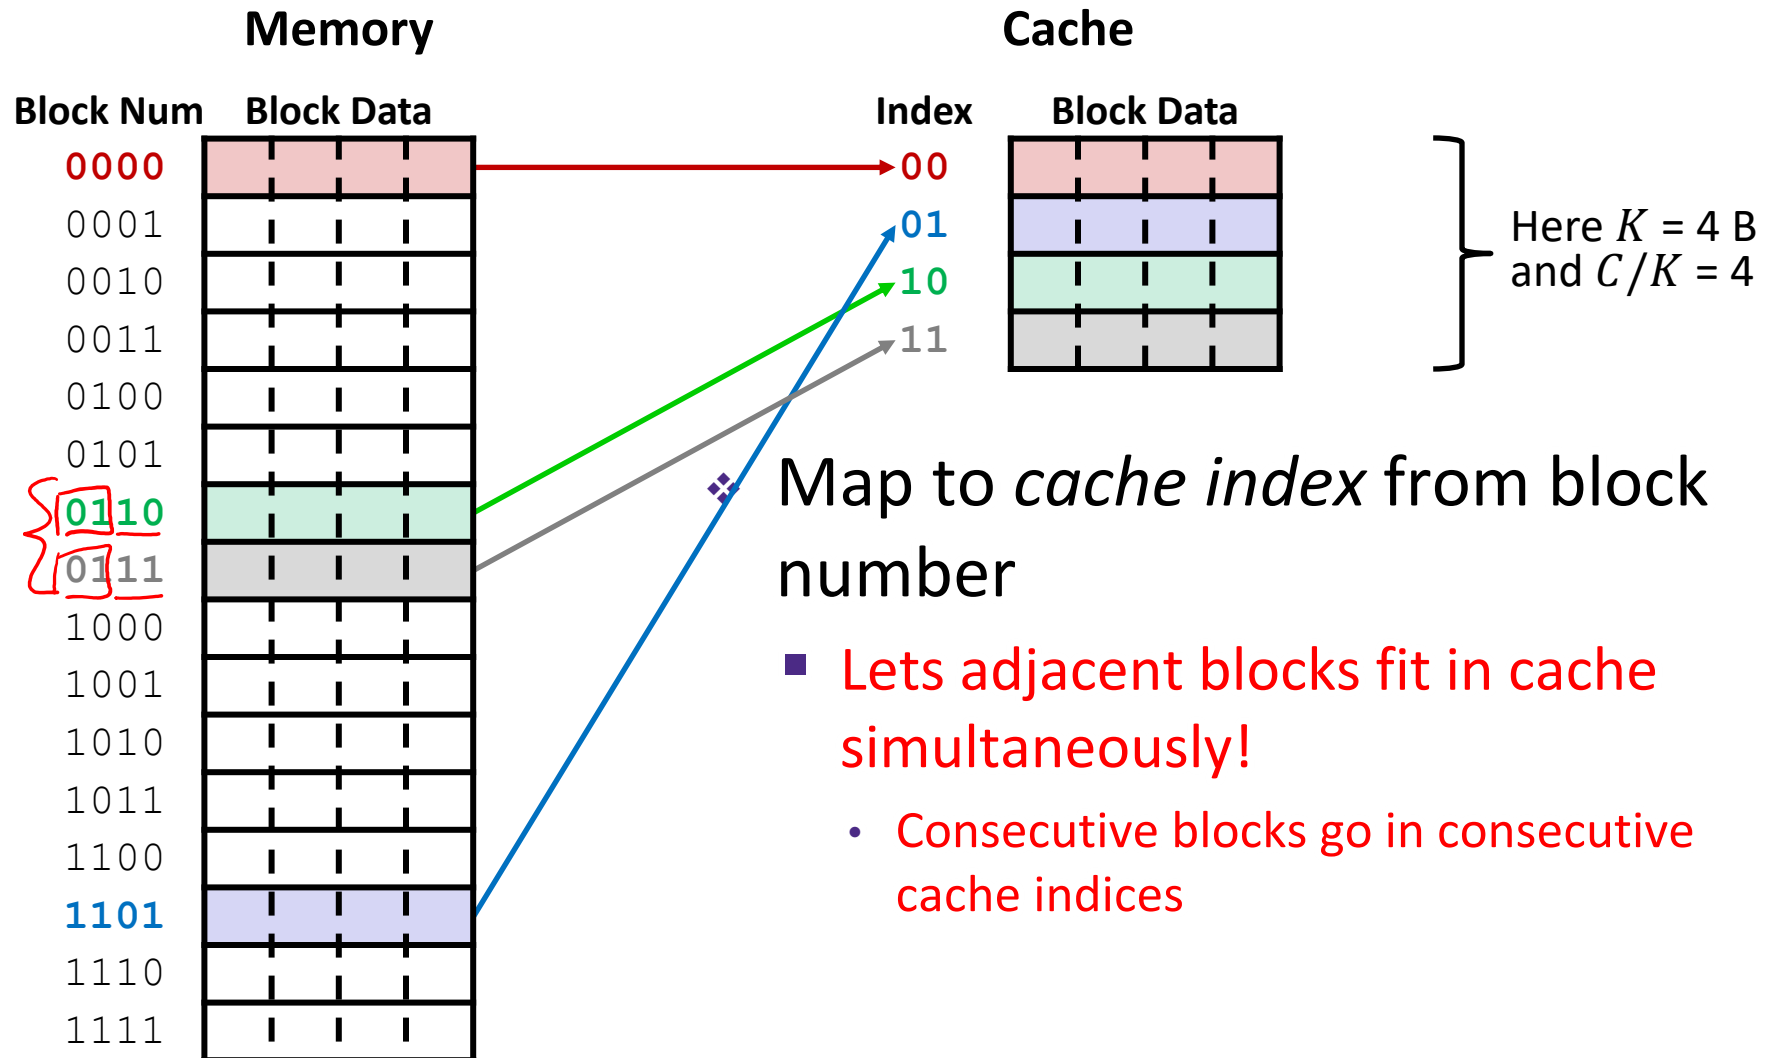 Memory
Cache
Block Num Block Data
Index Block Data
0000
0001
0010
0011
0100
0101
0110
0111
1000
1001
1010
1011
1100
1101
1110
1111
00
01
10
11
Here K = 4 B
and C/K = 4
❖ Map to cache index from block
number
■ Lets adjacent blocks fit in cache
simultaneously!
• Consecutive blocks go in consecutive
cache indices